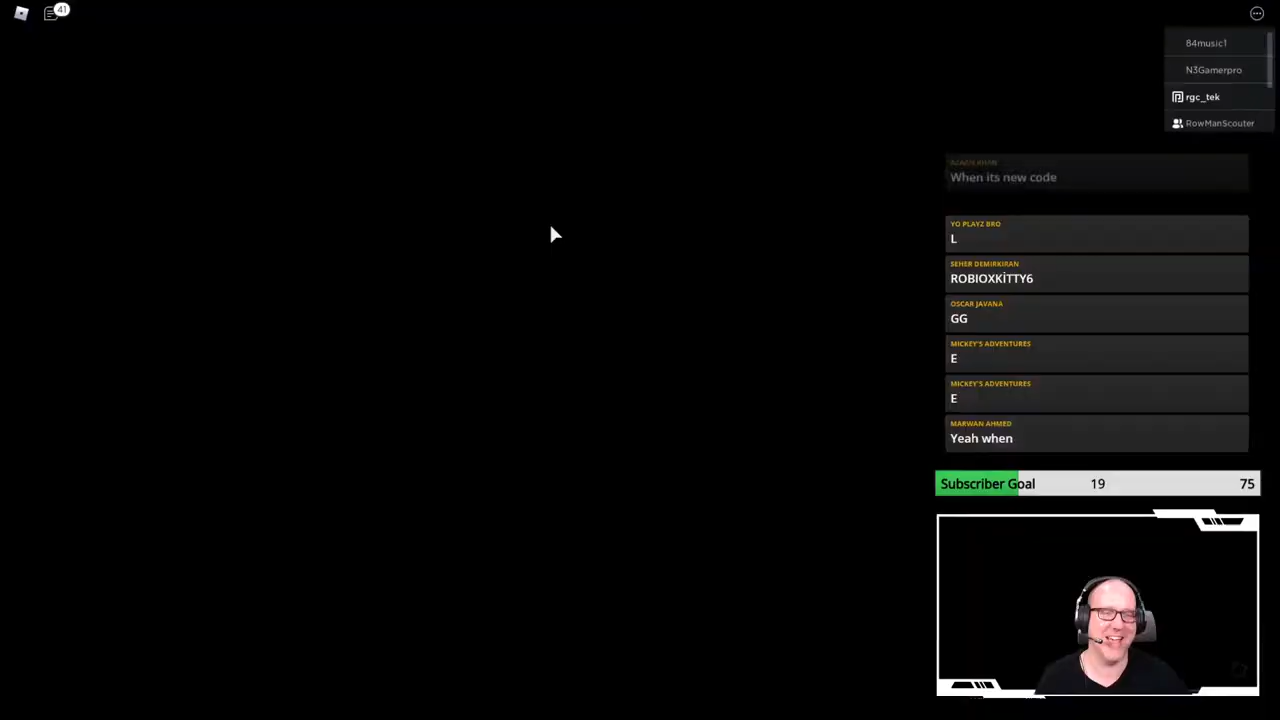 41
84music1
N3Gamerpro
rgc_tek
RowManScouter
When its new code
YO PLAYZ BRO
L
SEHER DEMIRKIRAN
ROBIOXKİTTY6
OSCAR JAVANA
GG
MICKEY'S ADVENTURES
E
MICKEY'S ADVENTURES
E
MARWAN AHMED
Yeah when
Subscriber Goal 19 75